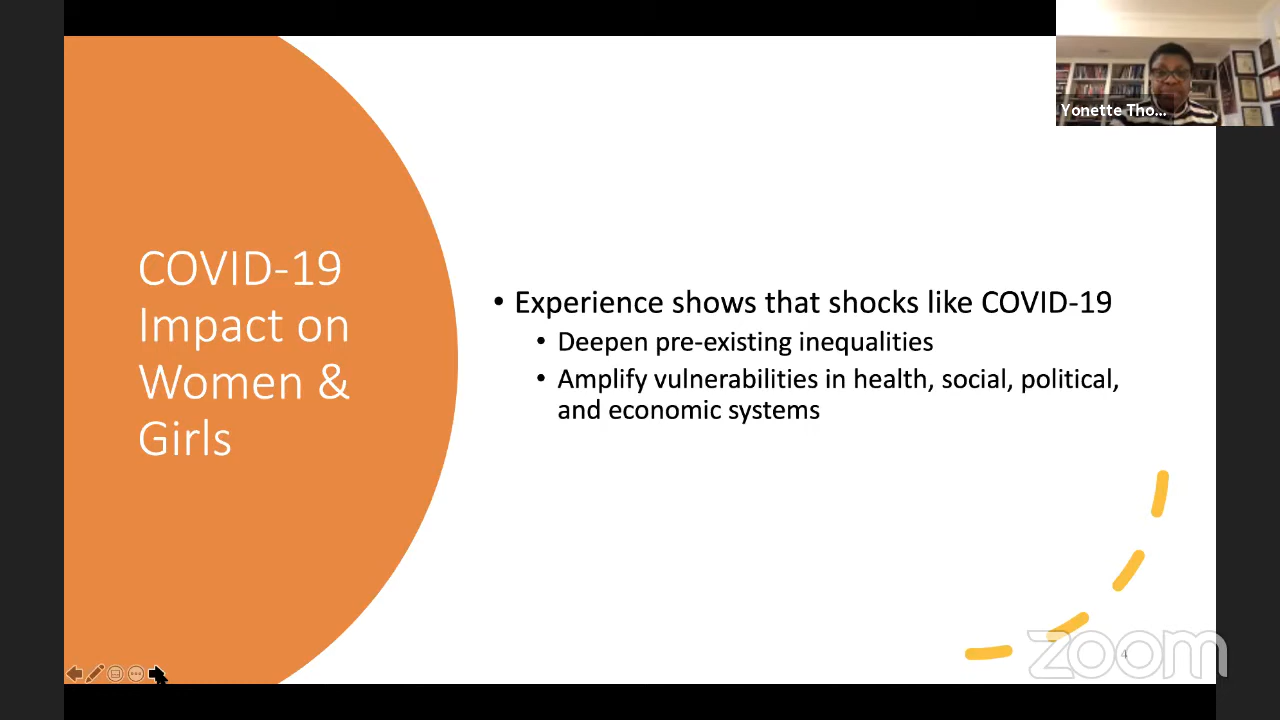 Yonette Tho...
COVID-19
Impact on
Women &
Girls
• Experience shows that shocks like COVID-19
• Deepen pre-existing inequalities
• Amplify vulnerabilities in health, social, political,
and economic systems
4
zoom